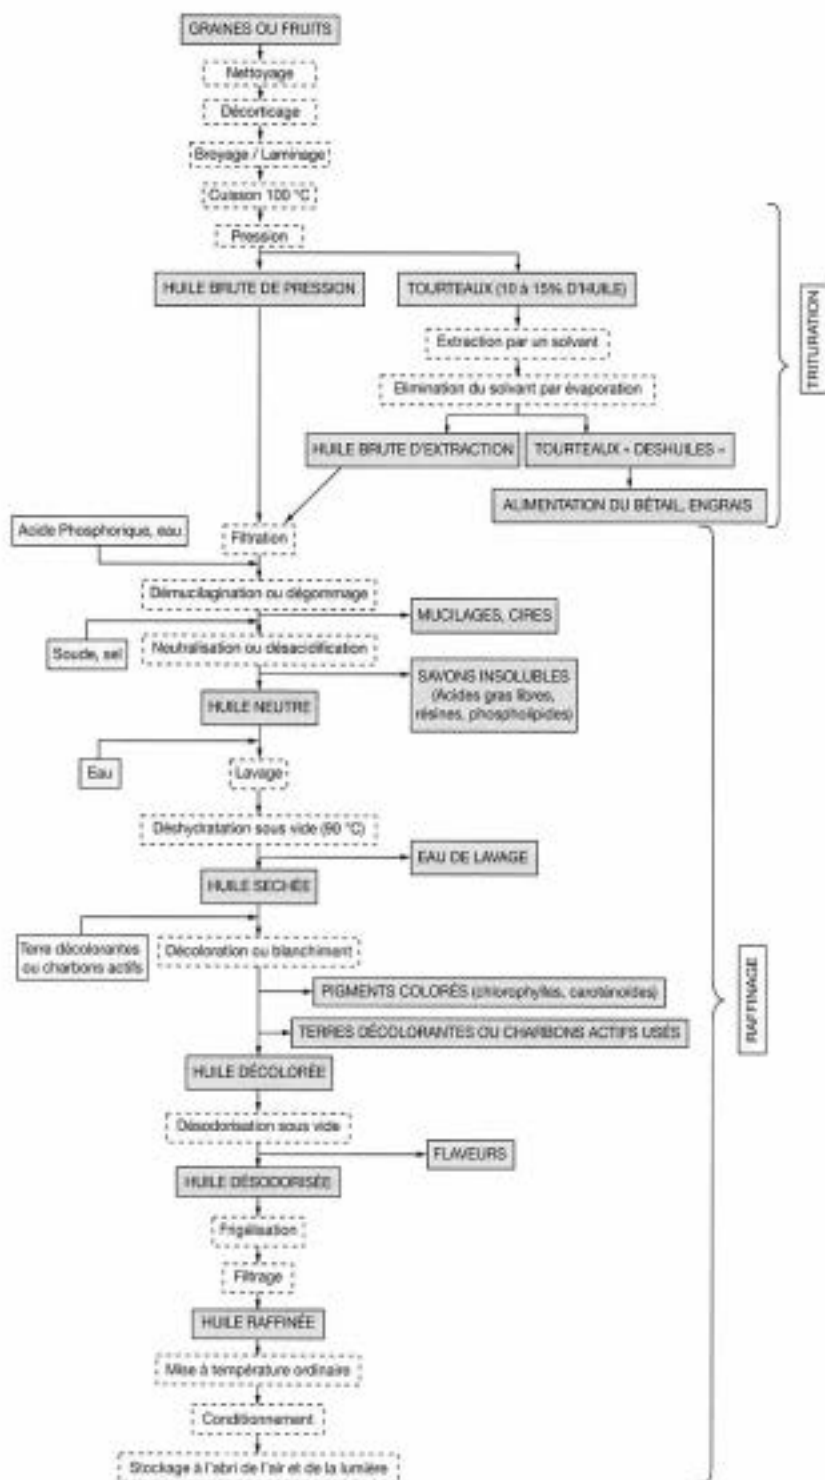 GRAINES OU FRUITS
Nettoyage
Décorticage
Broyage / Laminage
Cuisson 100 °C
Pression
HUILE BRUTE DE PRESSION
TOURTEAUX (10 à 15% D'HUILE)
Extraction par un solvant
Elimination du solvant par évaporation
HUILE BRUTE D'EXTRACTION
TOURTEAUX « DESHUILES »
ALIMENTATION DU BÉTAIL, ENGRAIS
TRITURATION
Acide Phosphorique, eau
Filtration
Démucilagination ou dégommage
MUCILAGES, CIRES
Soude, sel
Neutralisation ou désacidification
SAVONS INSOLUBLES
(Acides gras libres,
résines, phospholipides)
HUILE NEUTRE
Eau
Lavage
Déshydratation sous vide (90 °C)
EAU DE LAVAGE
HUILE SECHÉE
Terre décolorantes
ou charbons actifs
Décoloration ou blanchiment
PIGMENTS COLORÉS (chlorophylles, caroténoïdes)
TERRES DÉCOLORANTES OU CHARBONS ACTIFS USÉS
RAFFINAGE
HUILE DÉCOLORÉE
Désodorisation sous vide
FLAVEURS
HUILE DÉSODORISÉE
Frigélisation
Filtrage
HUILE RAFFINÉE
Mise à température ordinaire
Conditionnement
Stockage à l'abri de l'air et de la lumière